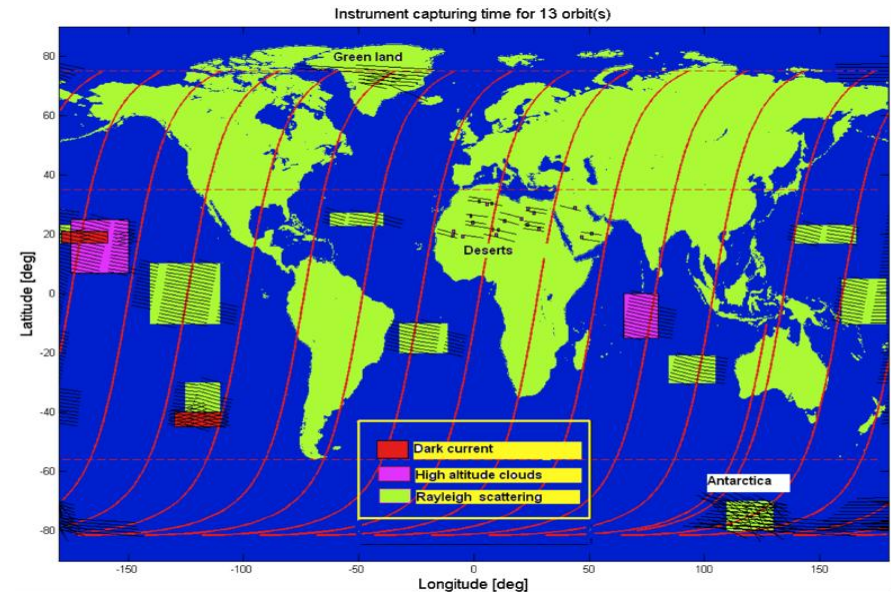 Instrument capturing time for 13 orbit(s)
Latitude [deg]
80
60
40
20
0
-20
-40
-60
-80
Green land
Deserts
Dark current
High altitude clouds
Rayleigh scattering
Antarctica
-150
-100
-50
0
50
100
150
Longitude [deg]